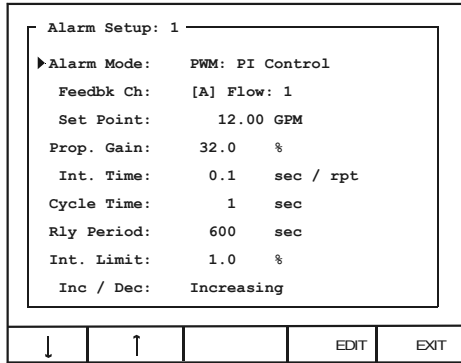 Alarm Setup: 1
Alarm Mode: PWM: PI Control
Feedbk Ch: [A] Flow: 1
Set Point: 12.00 GPM
Prop. Gain: 32.0 %
Int. Time: 0.1 sec / rpt
Cycle Time: 1 sec
Rly Period: 600 sec
Int. Limit: 1.0 %
Inc / Dec: Increasing
↓ ↑ EDIT EXIT